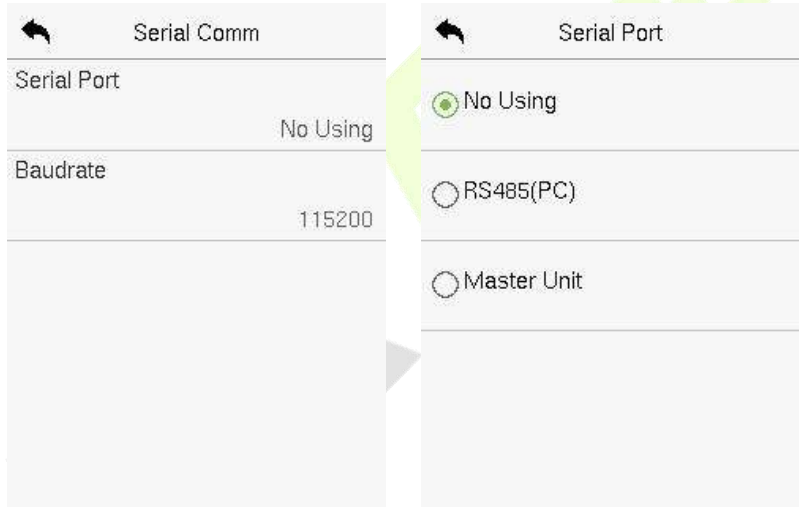 Serial Comm
Serial Port
No Using
Baudrate
115200
Serial Port
No Using
RS485(PC)
Master Unit